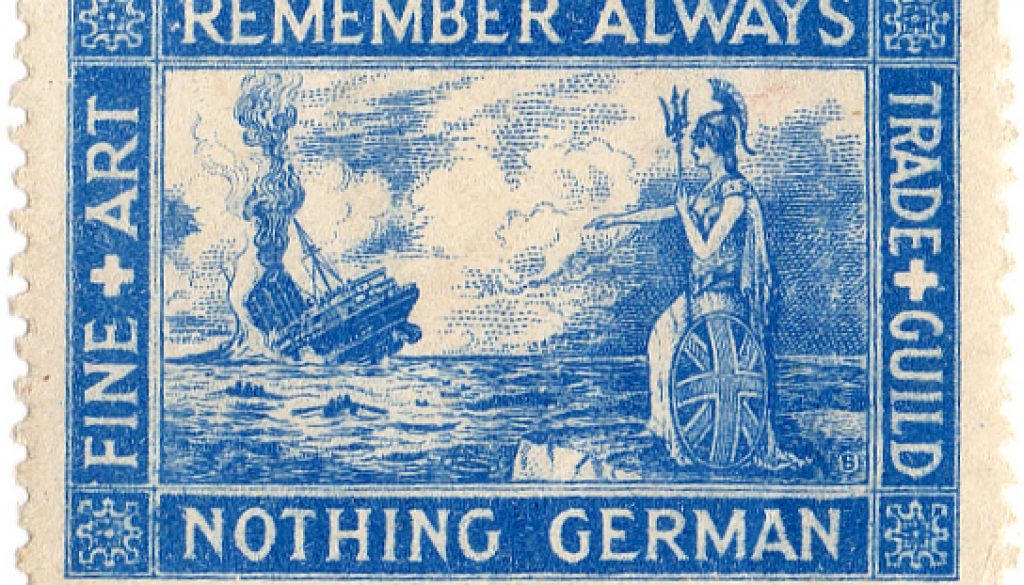 REMEMBER ALWAYS
FINE + ART
TRADE + GUILD
B
NOTHING GERMAN